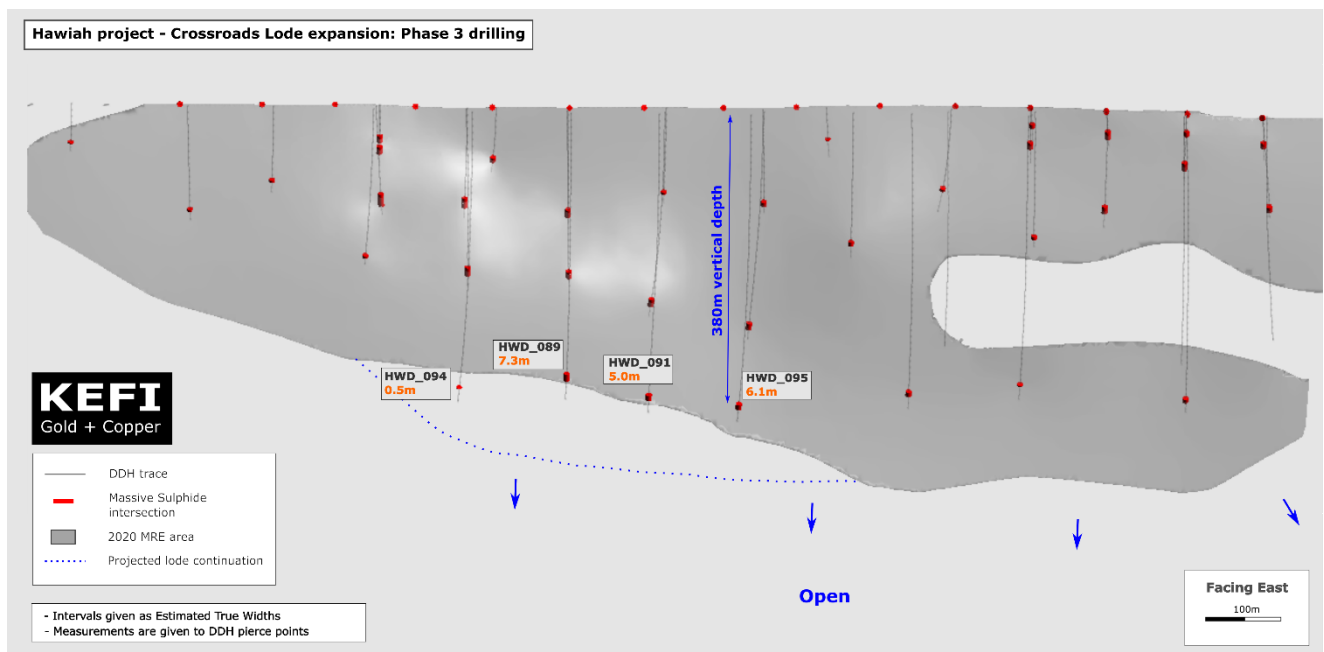 Hawiah project - Crossroads Lode expansion: Phase 3 drilling
380m vertical depth
HWD_089
7.3m
HWD_091
5.0m
HWD_094
0.5m
HWD_095
6.1m
KEFI
Gold + Copper
DDH trace
Massive Sulphide
intersection
2020 MRE area
Projected lode continuation
Open
Facing East
100m
- Intervals given as Estimated True Widths
- Measurements are given to DDH pierce points